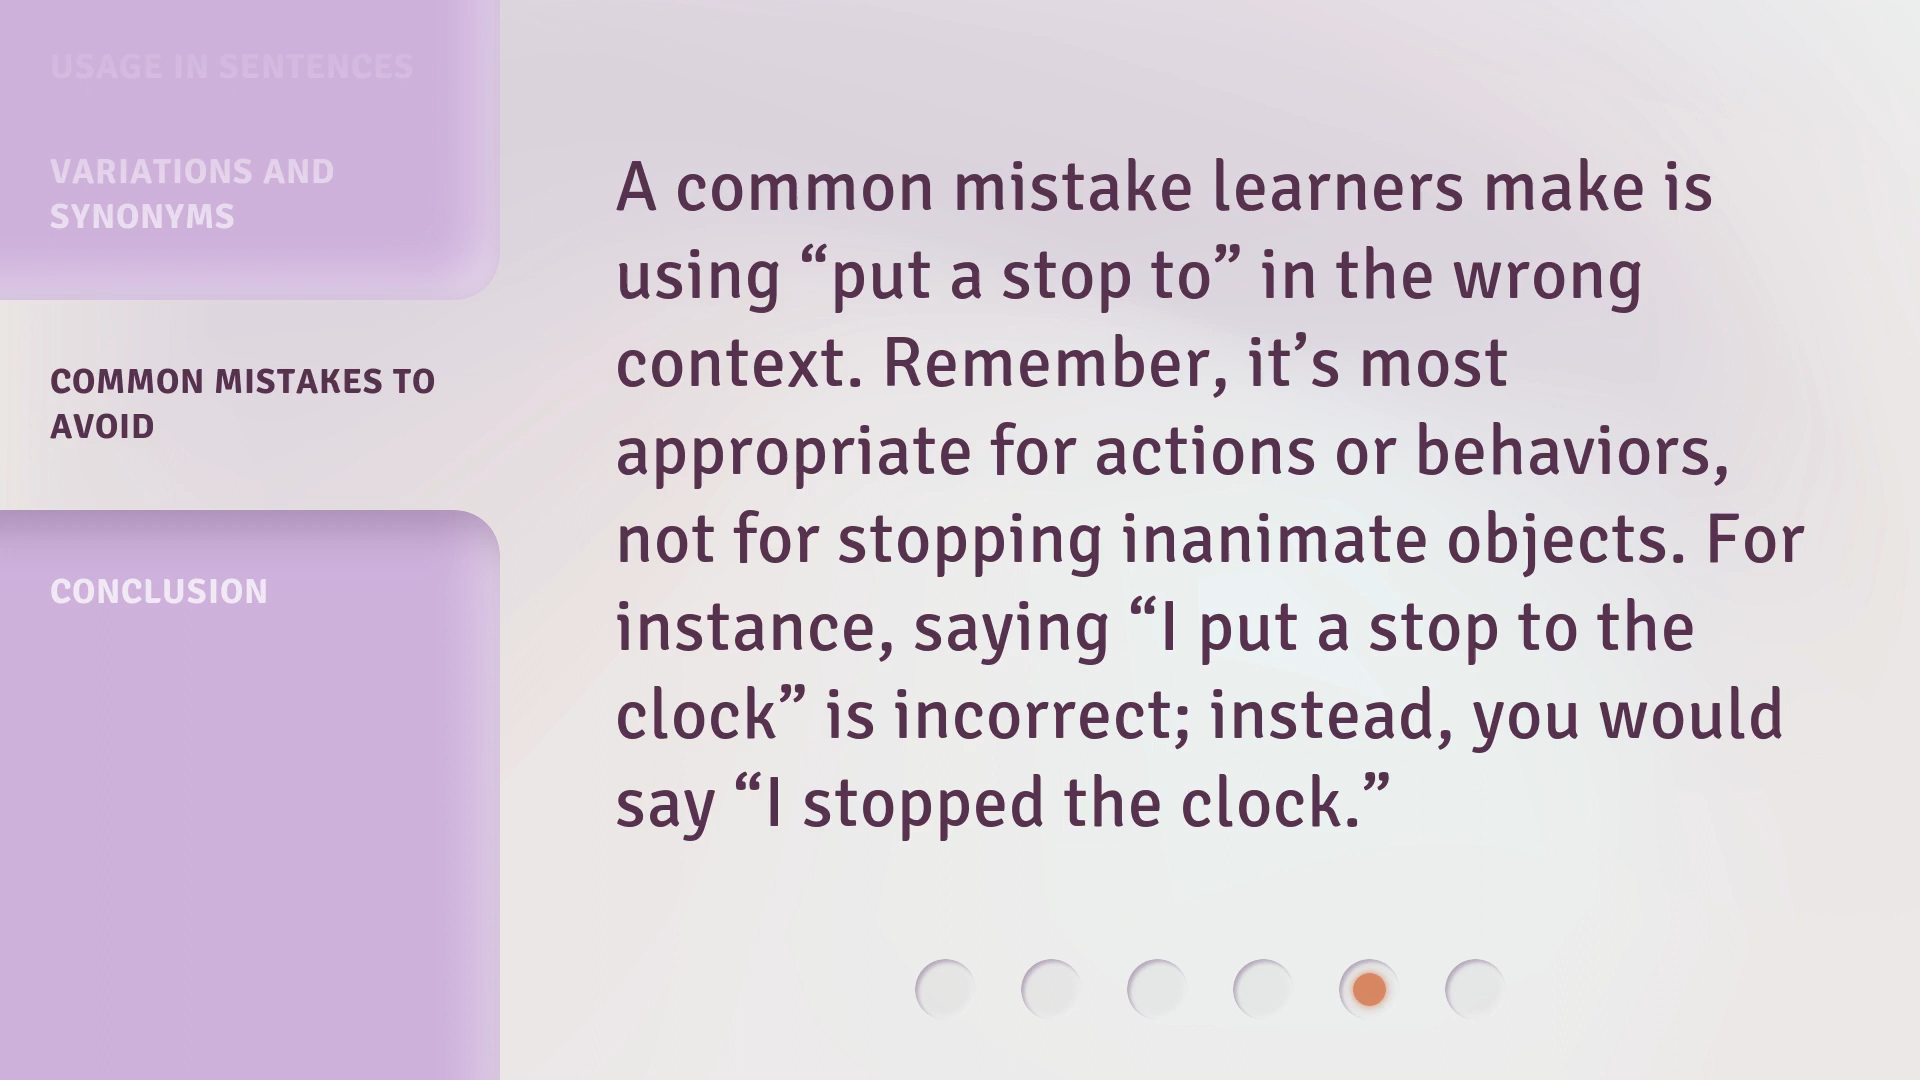 USAGE IN SENTENCES
VARIATIONS AND
SYNONYMS
COMMON MISTAKES TO
AVOID
CONCLUSION
A common mistake learners make is
using “put a stop to” in the wrong
context. Remember, it’s most
appropriate for actions or behaviors,
not for stopping inanimate objects. For
instance, saying “I put a stop to the
clock” is incorrect; instead, you would
say “I stopped the clock.”